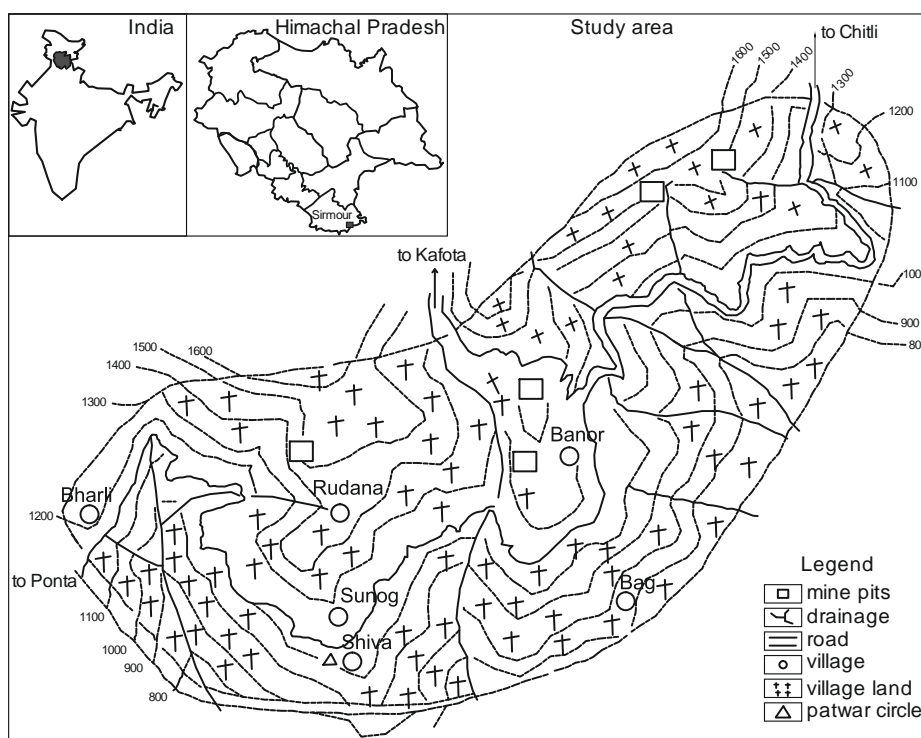 India
Himachal Pradesh
Study area
to Chitli
1600
1500
1400
1300
1200
1100
Sirmour
to Kafota
100
900
80
1500
1600
1400
1300
Banor
Bharli
Rudana
1200
to Ponta
Sunog
Bag
1100
Shiva
1000
900
800
Legend
mine pits
drainage
road
village
village land
patwar circle